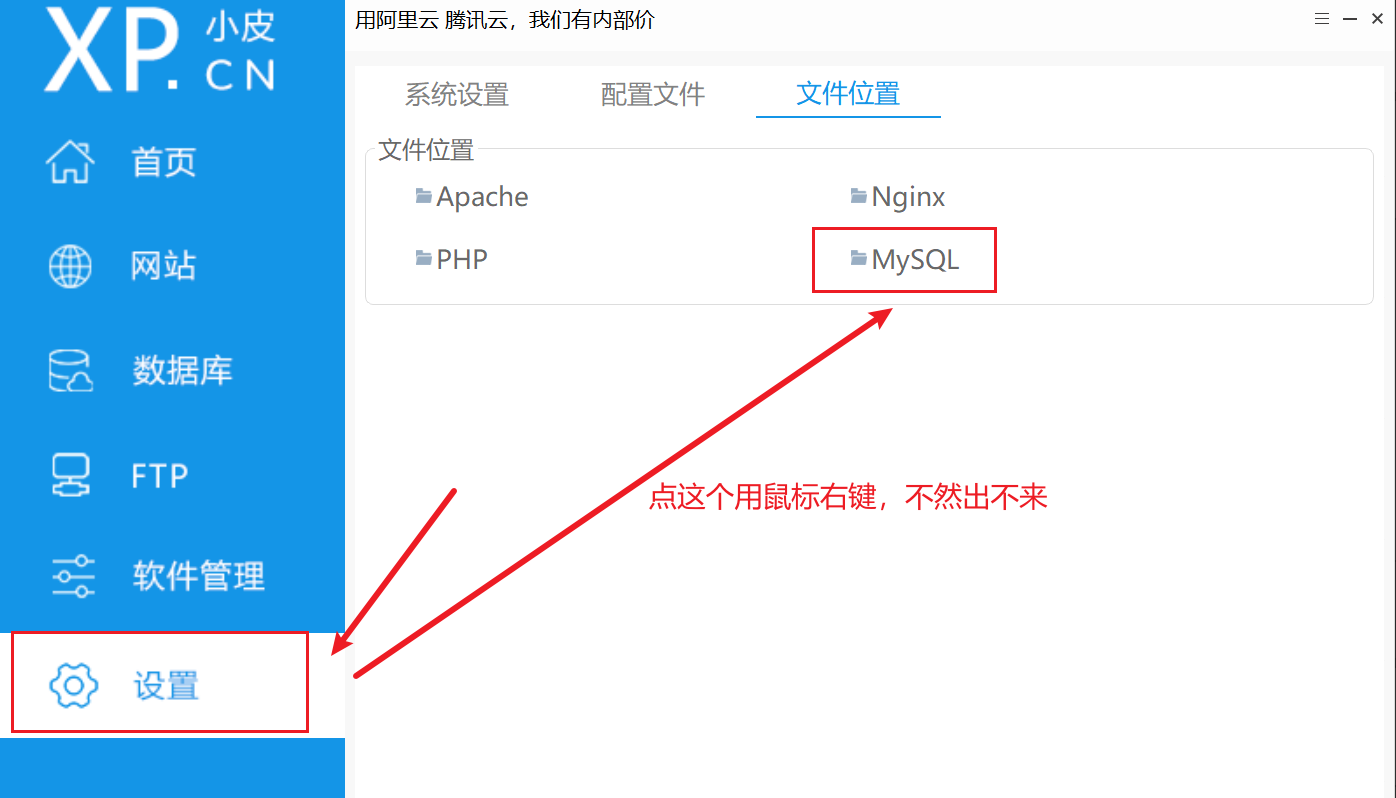 XP.小皮CN
用阿里云 腾讯云，我们有内部价
首页
网站
数据库
FTP
软件管理
设置
系统设置 配置文件 文件位置
文件位置
Apache Nginx
PHP MySQL
点这个用鼠标右键，不然出不来